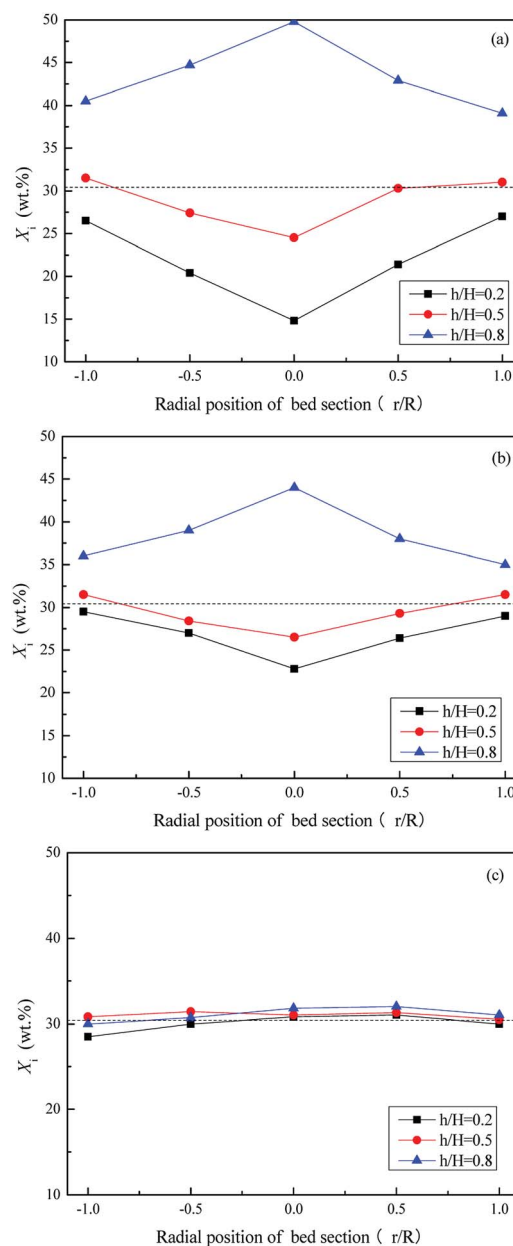 50
(a)
45
40
35
30
25
20
15
10
X_i (wt.%)
h/H=0.2
h/H=0.5
h/H=0.8
-1.0 -0.5 0.0 0.5 1.0
Radial position of bed section ( r/R)
50
(b)
45
40
35
30
25
20
15
10
X_i (wt.%)
h/H=0.2
h/H=0.5
h/H=0.8
-1.0 -0.5 0.0 0.5 1.0
Radial position of bed section ( r/R)
50
(c)
40
30
20
10
X_i (wt.%)
h/H=0.2
h/H=0.5
h/H=0.8
-1.0 -0.5 0.0 0.5 1.0
Radial position of bed section ( r/R)